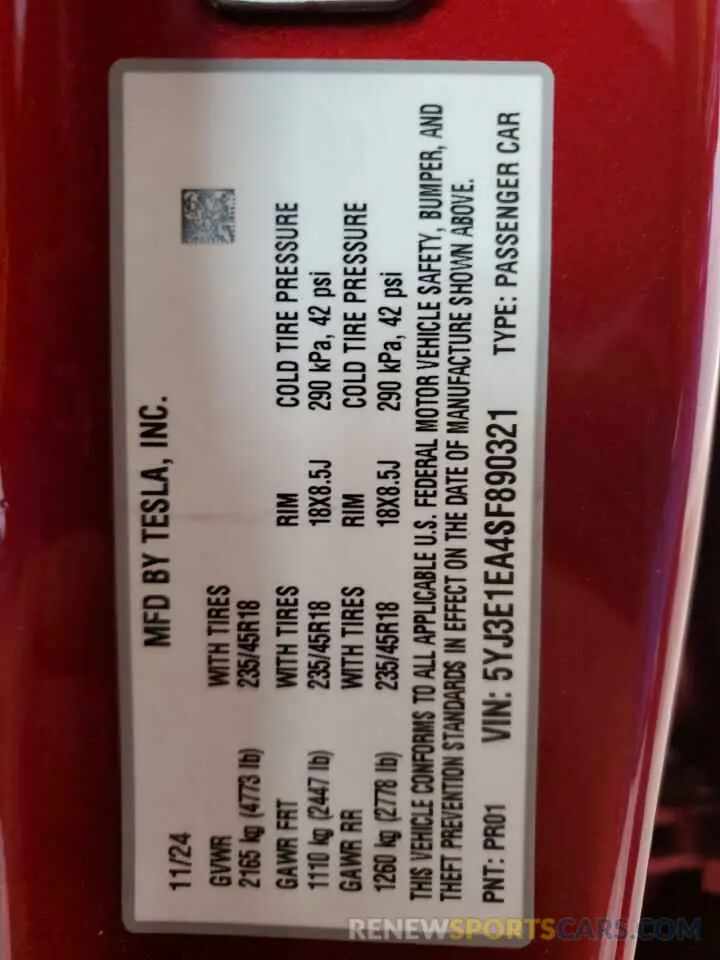 MFD BY TESLA, INC.
11/24
GVWR WITH TIRES
2165 kg (4773 lb) 235/45R18
GAWR FRT WITH TIRES RIM COLD TIRE PRESSURE
1110 kg (2447 lb) 235/45R18 18X8.5J 290 kPa, 42 psi
GAWR RR WITH TIRES RIM COLD TIRE PRESSURE
1260 kg (2778 lb) 235/45R18 18X8.5J 290 kPa, 42 psi
THIS VEHICLE CONFORMS TO ALL APPLICABLE U.S. FEDERAL MOTOR VEHICLE SAFETY, BUMPER, AND
THEFT PREVENTION STANDARDS IN EFFECT ON THE DATE OF MANUFACTURE SHOWN ABOVE.
PNT: PR01 VIN: 5YJ3E1EA4SF890321 TYPE: PASSENGER CAR
RENEWSPORTSCARS.COM